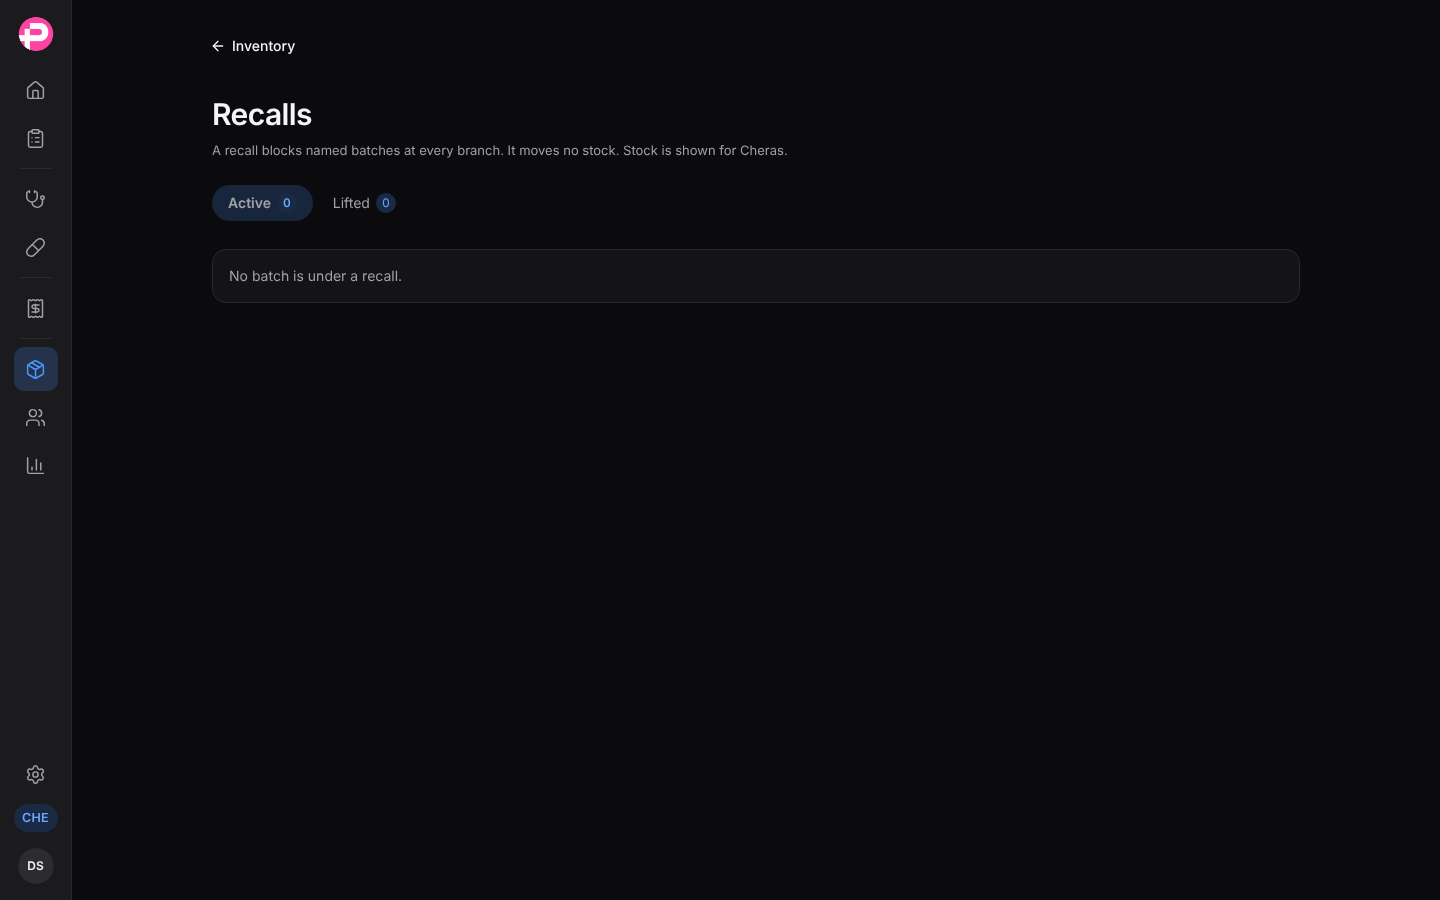 Inventory
Recalls
A recall blocks named batches at every branch. It moves no stock. Stock is shown for Cheras.
Active 0 Lifted 0
No batch is under a recall.
CHE
DS